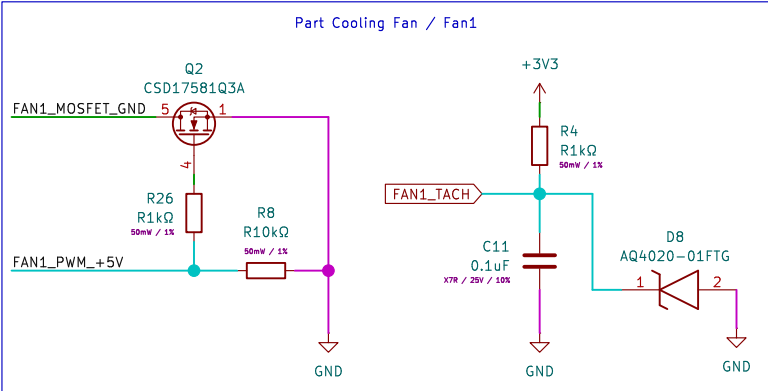 Part Cooling Fan / Fan1
Q2
CSD17581Q3A
FAN1_MOSFET_GND
5
1
4
R26
R1kΩ
50mW / 1%
R8
R10kΩ
50mW / 1%
FAN1_PWM_+5V
GND
+3V3
R4
R1kΩ
50mW / 1%
FAN1_TACH
C11
0.1uF
X7R / 25V / 10%
GND
D8
AQ4020-01FTG
1
2
GND